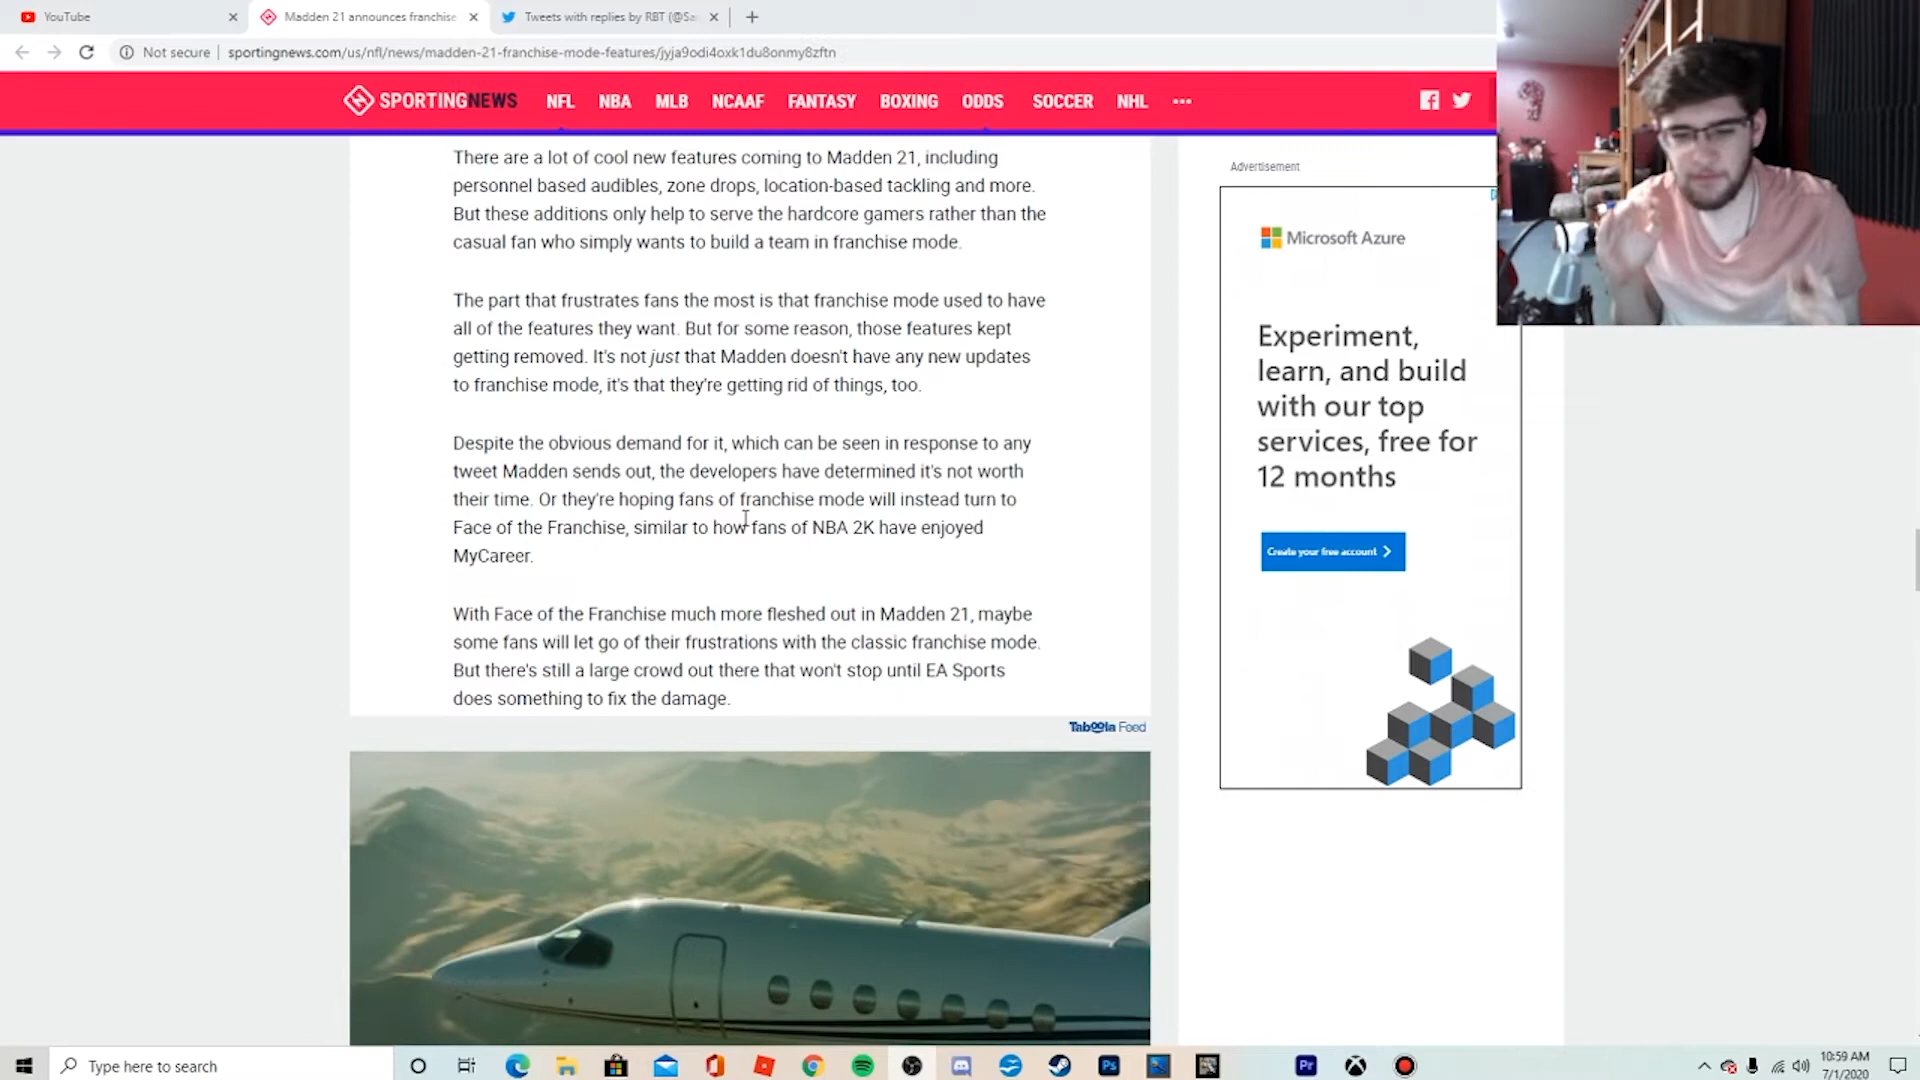 YouTube
Madden 21 announces franchise
Tweets with replies by RBT (@Sa
Not secure
sportingnews.com/us/nfl/news/madden-21-franchise-mode-features/jyja9odi4oxk1du8onmy8zftn
SPORTINGNEWS NFL NBA MLB NCAAF FANTASY BOXING ODDS SOCCER NHL ...
There are a lot of cool new features coming to Madden 21, including
personnel based audibles, zone drops, location-based tackling and more.
But these additions only help to serve the hardcore gamers rather than the
casual fan who simply wants to build a team in franchise mode.
The part that frustrates fans the most is that franchise mode used to have
all of the features they want. But for some reason, those features kept
getting removed. It's not just that Madden doesn't have any new updates
to franchise mode, it's that they're getting rid of things, too.
Despite the obvious demand for it, which can be seen in response to any
tweet Madden sends out, the developers have determined it's not worth
their time. Or they're hoping fans of franchise mode will instead turn to
Face of the Franchise, similar to how fans of NBA 2K have enjoyed
MyCareer.
With Face of the Franchise much more fleshed out in Madden 21, maybe
some fans will let go of their frustrations with the classic franchise mode.
But there's still a large crowd out there that won't stop until EA Sports
does something to fix the damage.
Taboola Feed
Advertisement
Microsoft Azure
Experiment,
learn, and build
with our top
services, free for
12 months
Create your free account
Type here to search
Ps
Pr
10:59 AM
7/1/2020